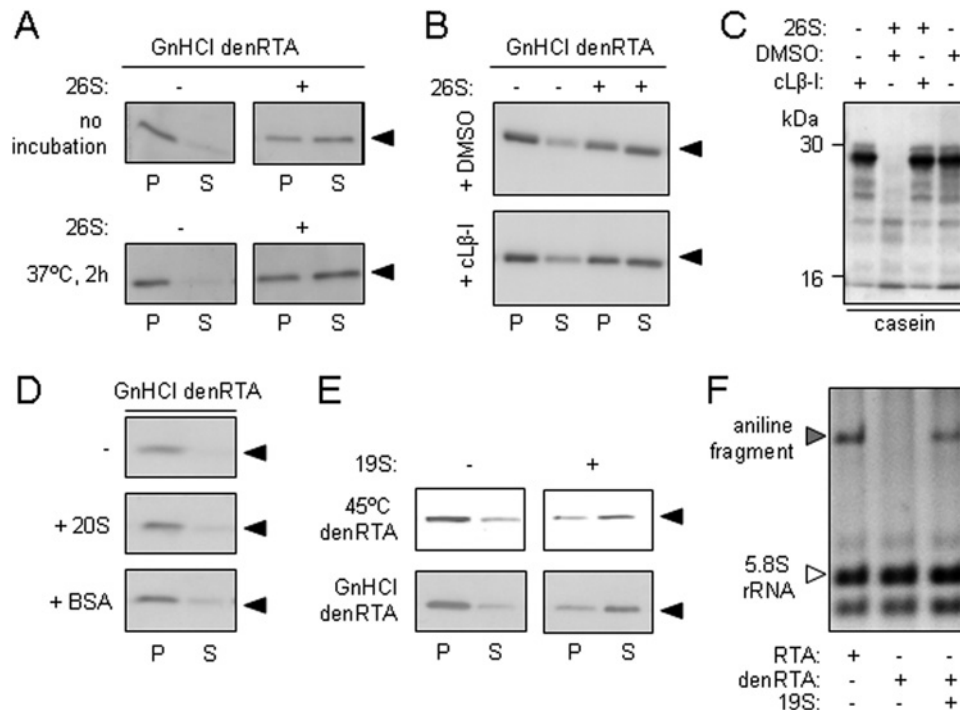 A
GnHCl denRTA
26S: - +
no
incubation
P S P S
26S: - +
37ºC, 2h
P S P S
B
GnHCl denRTA
26S: - - + +
+ DMSO
+ cLβ-I
P S P S
C
26S: - + + -
DMSO: - + - +
cLβ-I: + - + -
kDa
30
16
casein
D
GnHCl denRTA
-
+ 20S
+ BSA
P S
E
19S: - +
45ºC
denRTA
GnHCl
denRTA
P S P S
F
aniline
fragment
5.8S
rRNA
RTA: + - -
denRTA: - + +
19S: - - +